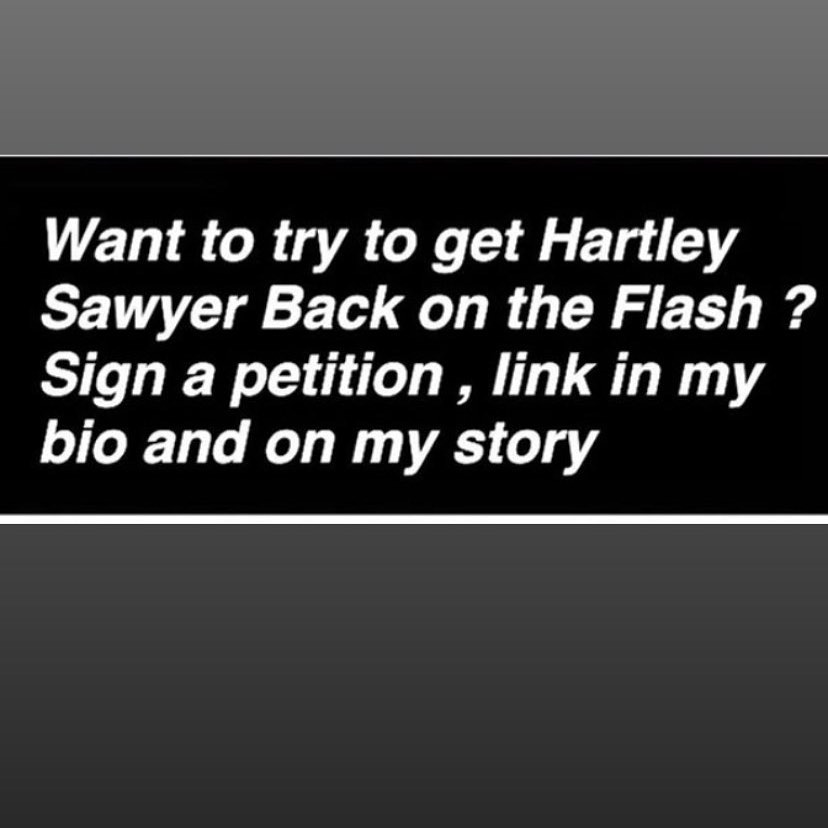 Want to try to get Hartley
Sawyer Back on the Flash ?
Sign a petition , link in my
bio and on my story